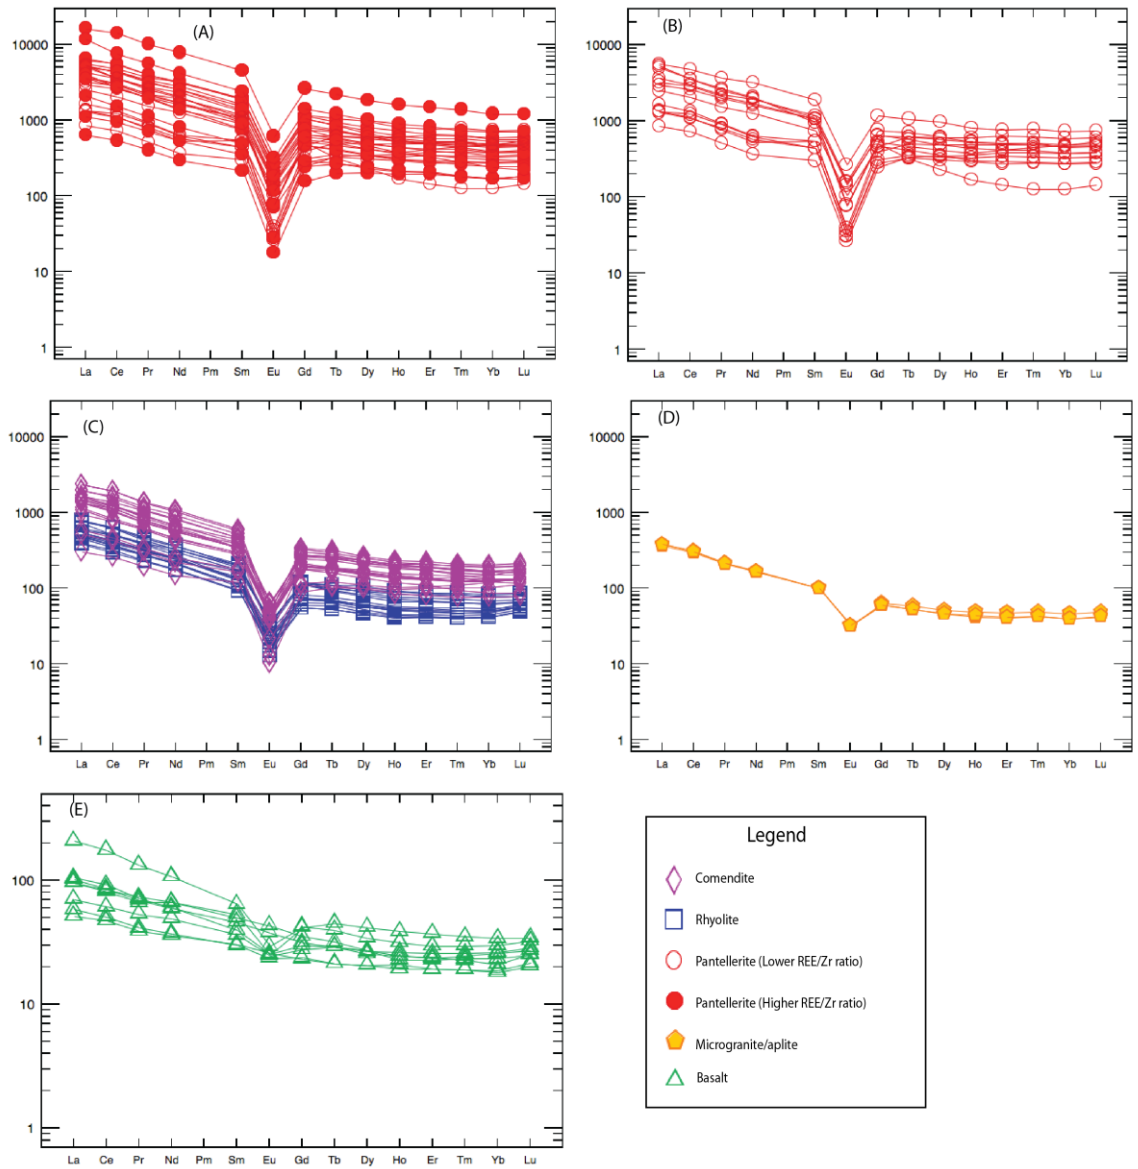 (A)
10000
1000
100
10
1
La Ce Pr Nd Pm Sm Eu Gd Tb Dy Ho Er Tm Yb Lu
(B)
10000
1000
100
10
1
La Ce Pr Nd Pm Sm Eu Gd Tb Dy Ho Er Tm Yb Lu
(C)
10000
1000
100
10
1
La Ce Pr Nd Pm Sm Eu Gd Tb Dy Ho Er Tm Yb Lu
(D)
10000
1000
100
10
1
La Ce Pr Nd Pm Sm Eu Gd Tb Dy Ho Er Tm Yb Lu
(E)
100
10
1
La Ce Pr Nd Pm Sm Eu Gd Tb Dy Ho Er Tm Yb Lu
Legend
Comendite
Rhyolite
Pantellerite (Lower REE/Zr ratio)
Pantellerite (Higher REE/Zr ratio)
Microgranite/aplite
Basalt